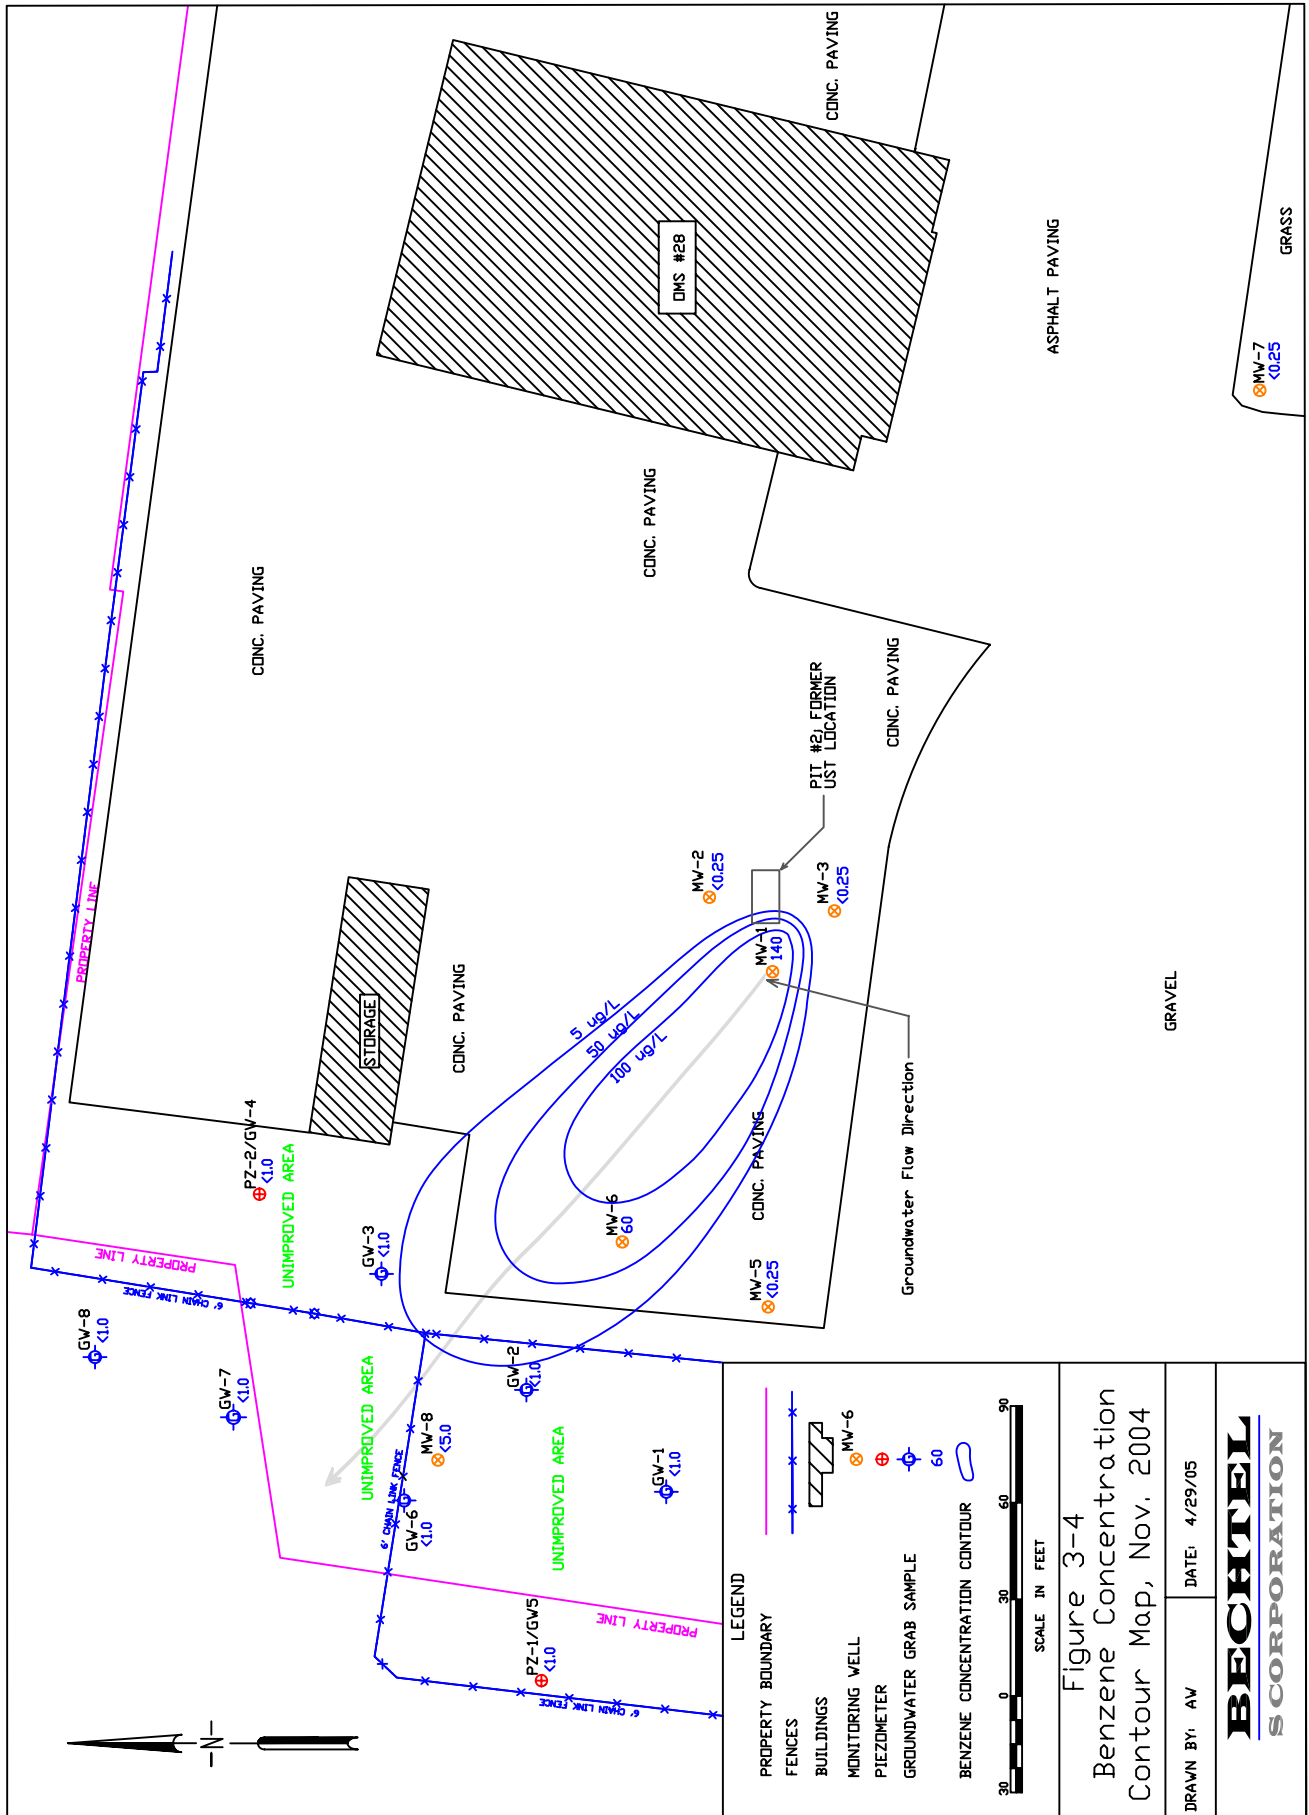 PROPERTY LINE
6' CHAIN LINK FENCE
GW-8
<1.0
GW-7
<1.0
PROPERTY LINE
PZ-2/GW-4
<1.0
UNIMPROVED AREA
GW-3
<1.0
STORAGE
CONC. PAVING
CONC. PAVING
CONC. PAVING
CONC. PAVING
OMS #28
ASPHALT PAVING
GRASS
MW-7
<0.25
CONC. PAVING
PIT #2, FORMER
UST LOCATION
MW-2
<0.25
MW-3
<0.25
MW-1
140
5 ug/L
50 ug/L
100 ug/L
MW-6
60
CONC. PAVING
MW-5
<0.25
Groundwater Flow Direction
GRAVEL
UNIMPROVED AREA
MW-8
<5.0
GW-2
<1.0
6' CHAIN LINK FENCE
GW-6
<1.0
UNIMPROVED AREA
GW-1
<1.0
PZ-1/GW5
<1.0
PROPERTY LINE
6' CHAIN LINK FENCE
N
LEGEND
PROPERTY BOUNDARY
FENCES
BUILDINGS
MONITORING WELL
MW-6
PIEZOMETER
GROUNDWATER GRAB SAMPLE
60
BENZENE CONCENTRATION CONTOUR
30 0 30 60 90
SCALE IN FEET
Figure 3-4
Benzene Concentration
Contour Map, Nov. 2004
DRAWN BY: AW
DATE: 4/29/05
BECHTEL
S CORPORATION